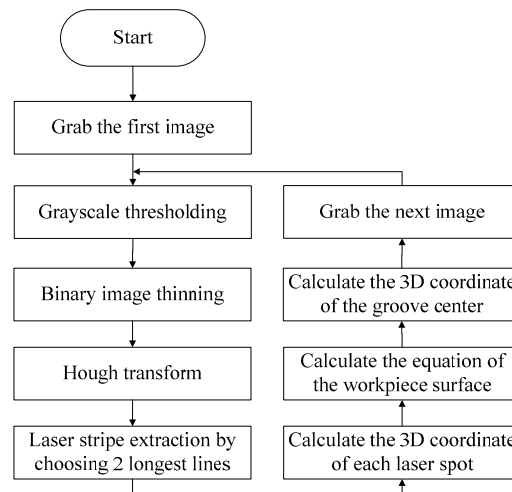 Start
Grab the first image
Grayscale thresholding
Binary image thinning
Hough transform
Laser stripe extraction by
choosing 2 longest lines
Grab the next image
Calculate the 3D coordinate
of the groove center
Calculate the equation of
the workpiece surface
Calculate the 3D coordinate
of each laser spot